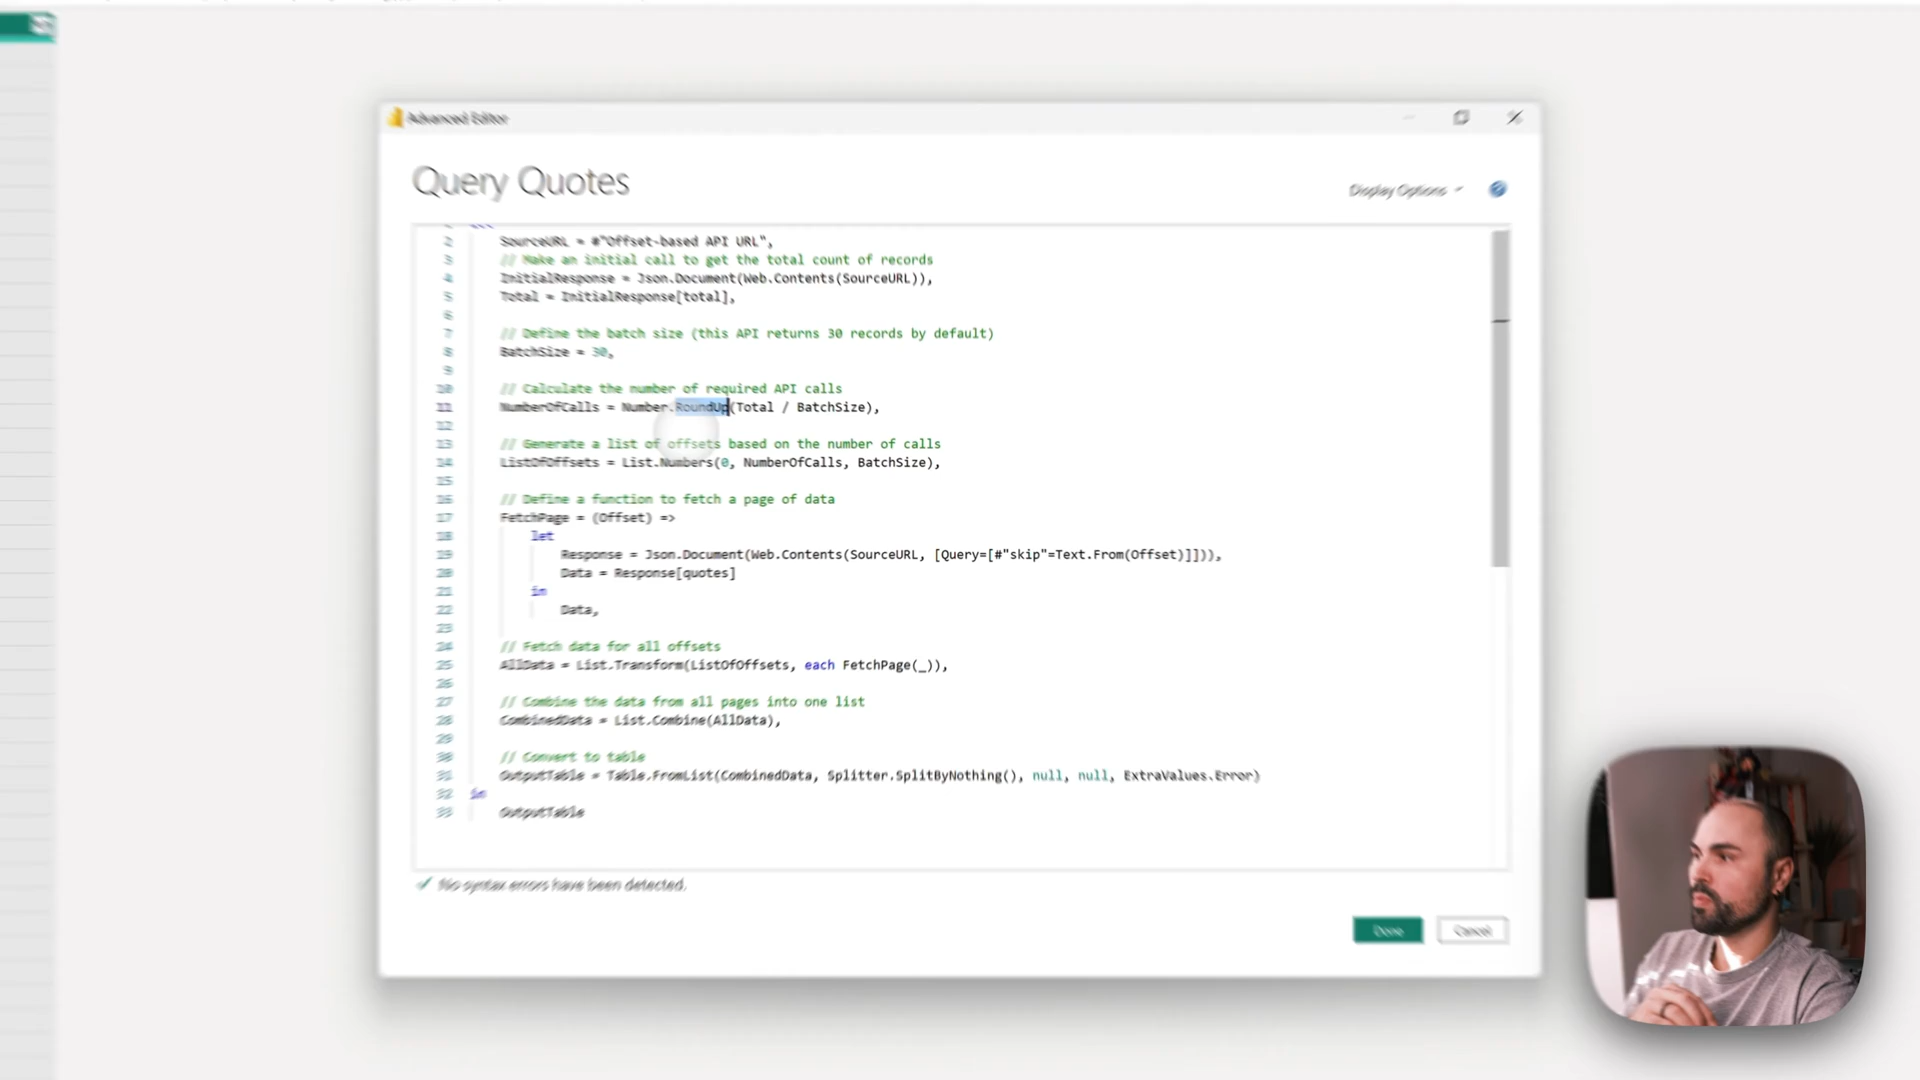 Advanced Editor
Query Quotes
Display Options
2 SourceURL = #"Offset-based API URL",
3 // Make an initial call to get the total count of records
4 InitialResponse = Json.Document(Web.Contents(SourceURL)),
5 Total = InitialResponse[total],
6
7 // Define the batch size (this API returns 30 records by default)
8 BatchSize = 30,
9
10 // Calculate the number of required API calls
11 NumberOfCalls = Number.RoundUp(Total / BatchSize),
12
13 // Generate a list of offsets based on the number of calls
14 ListOfOffsets = List.Numbers(0, NumberOfCalls, BatchSize),
15
16 // Define a function to fetch a page of data
17 FetchPage = (Offset) =>
18 let
19 Response = Json.Document(Web.Contents(SourceURL, [Query=[#"skip"=Text.From(Offset)]])),
20 Data = Response[quotes]
21 in
22 Data,
23
24 // Fetch data for all offsets
25 AllData = List.Transform(ListOfOffsets, each FetchPage(_)),
26
27 // Combine the data from all pages into one list
28 CombinedData = List.Combine(AllData),
29
30 // Convert to table
31 OutputTable = Table.FromList(CombinedData, Splitter.SplitByNothing(), null, null, ExtraValues.Error)
32 in
33 OutputTable
No syntax errors have been detected.
Done
Cancel